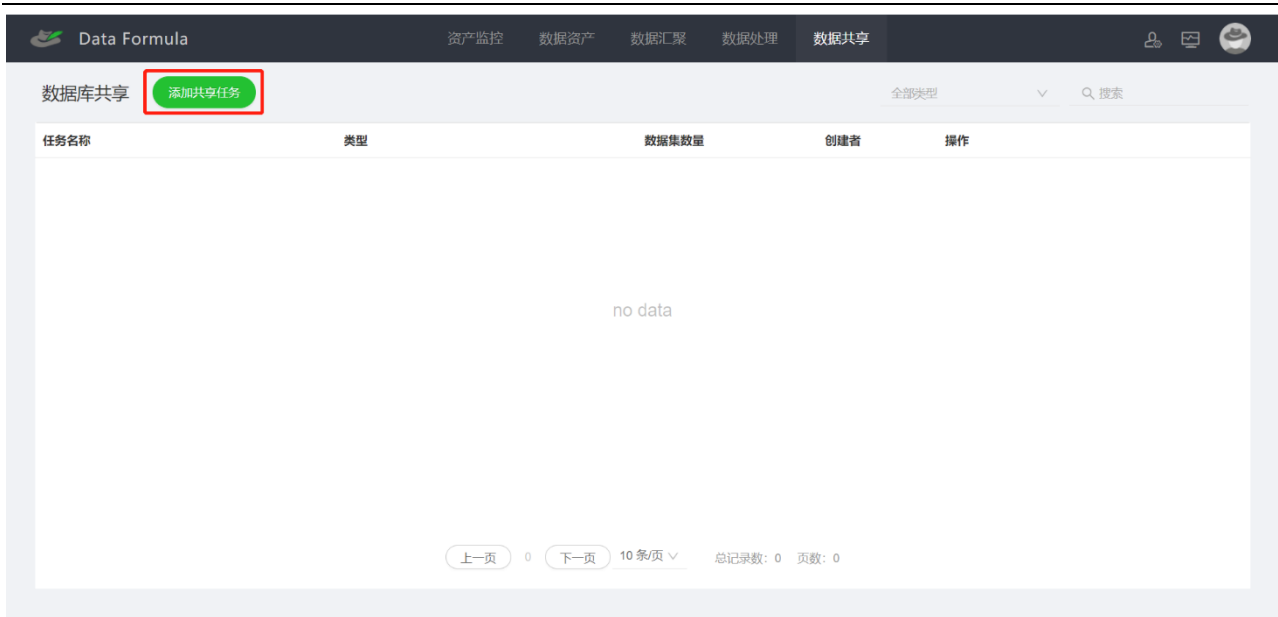 Data Formula 资产监控 数据资产 数据汇聚 数据处理 数据共享
数据库共享 添加共享任务 全部类型 搜索
任务名称 类型 数据集数量 创建者 操作
no data
上一页 0 下一页 10 条/页 总记录数: 0 页数: 0